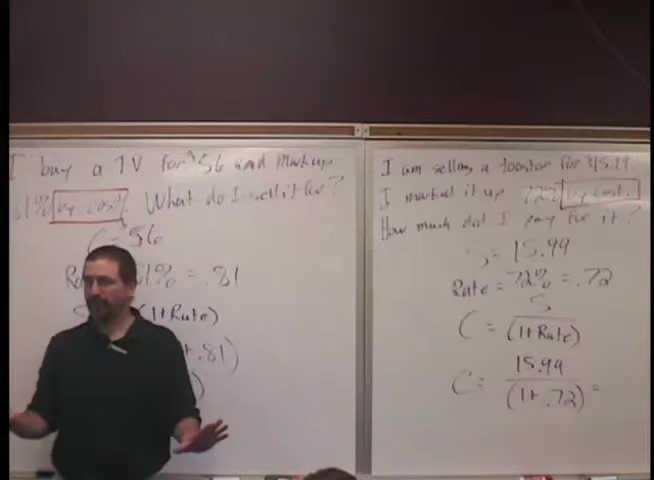 I buy a TV for $56 and Markup
81% by cost. What do I sell it for?
C = 56
81% = .81
(1+Rate)
+.81)
I am selling a toaster for $15.99
I marked it up 72% by cost.
How much did I pay for it?
S = 15.99
Rate = 72% = .72
C = S / (1+Rate)
C = 15.99 / (1+.72) =